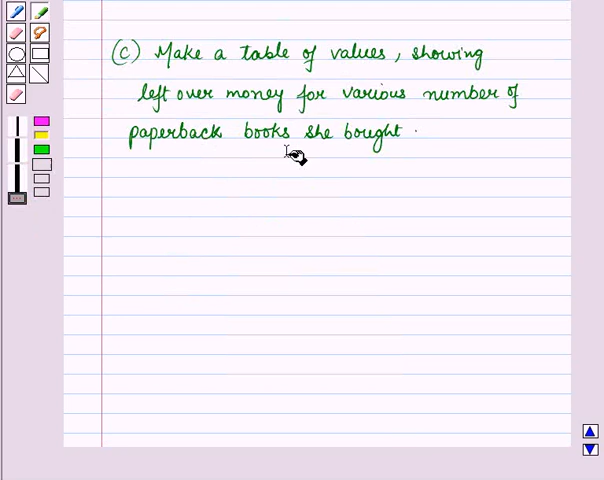 (C) Make a table of values, showing
left over money for various number of
paperback books she bought.